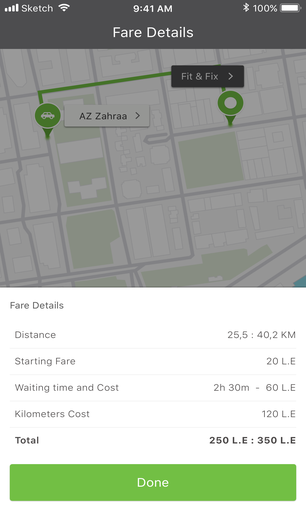 Sketch 9:41 AM 100%
Fare Details
Fit & Fix
AZ Zahraa
Fare Details
Distance 25,5 : 40,2 KM
Starting Fare 20 L.E
Waiting time and Cost 2h 30m - 60 L.E
Kilometers Cost 120 L.E
Total 250 L.E : 350 L.E
Done